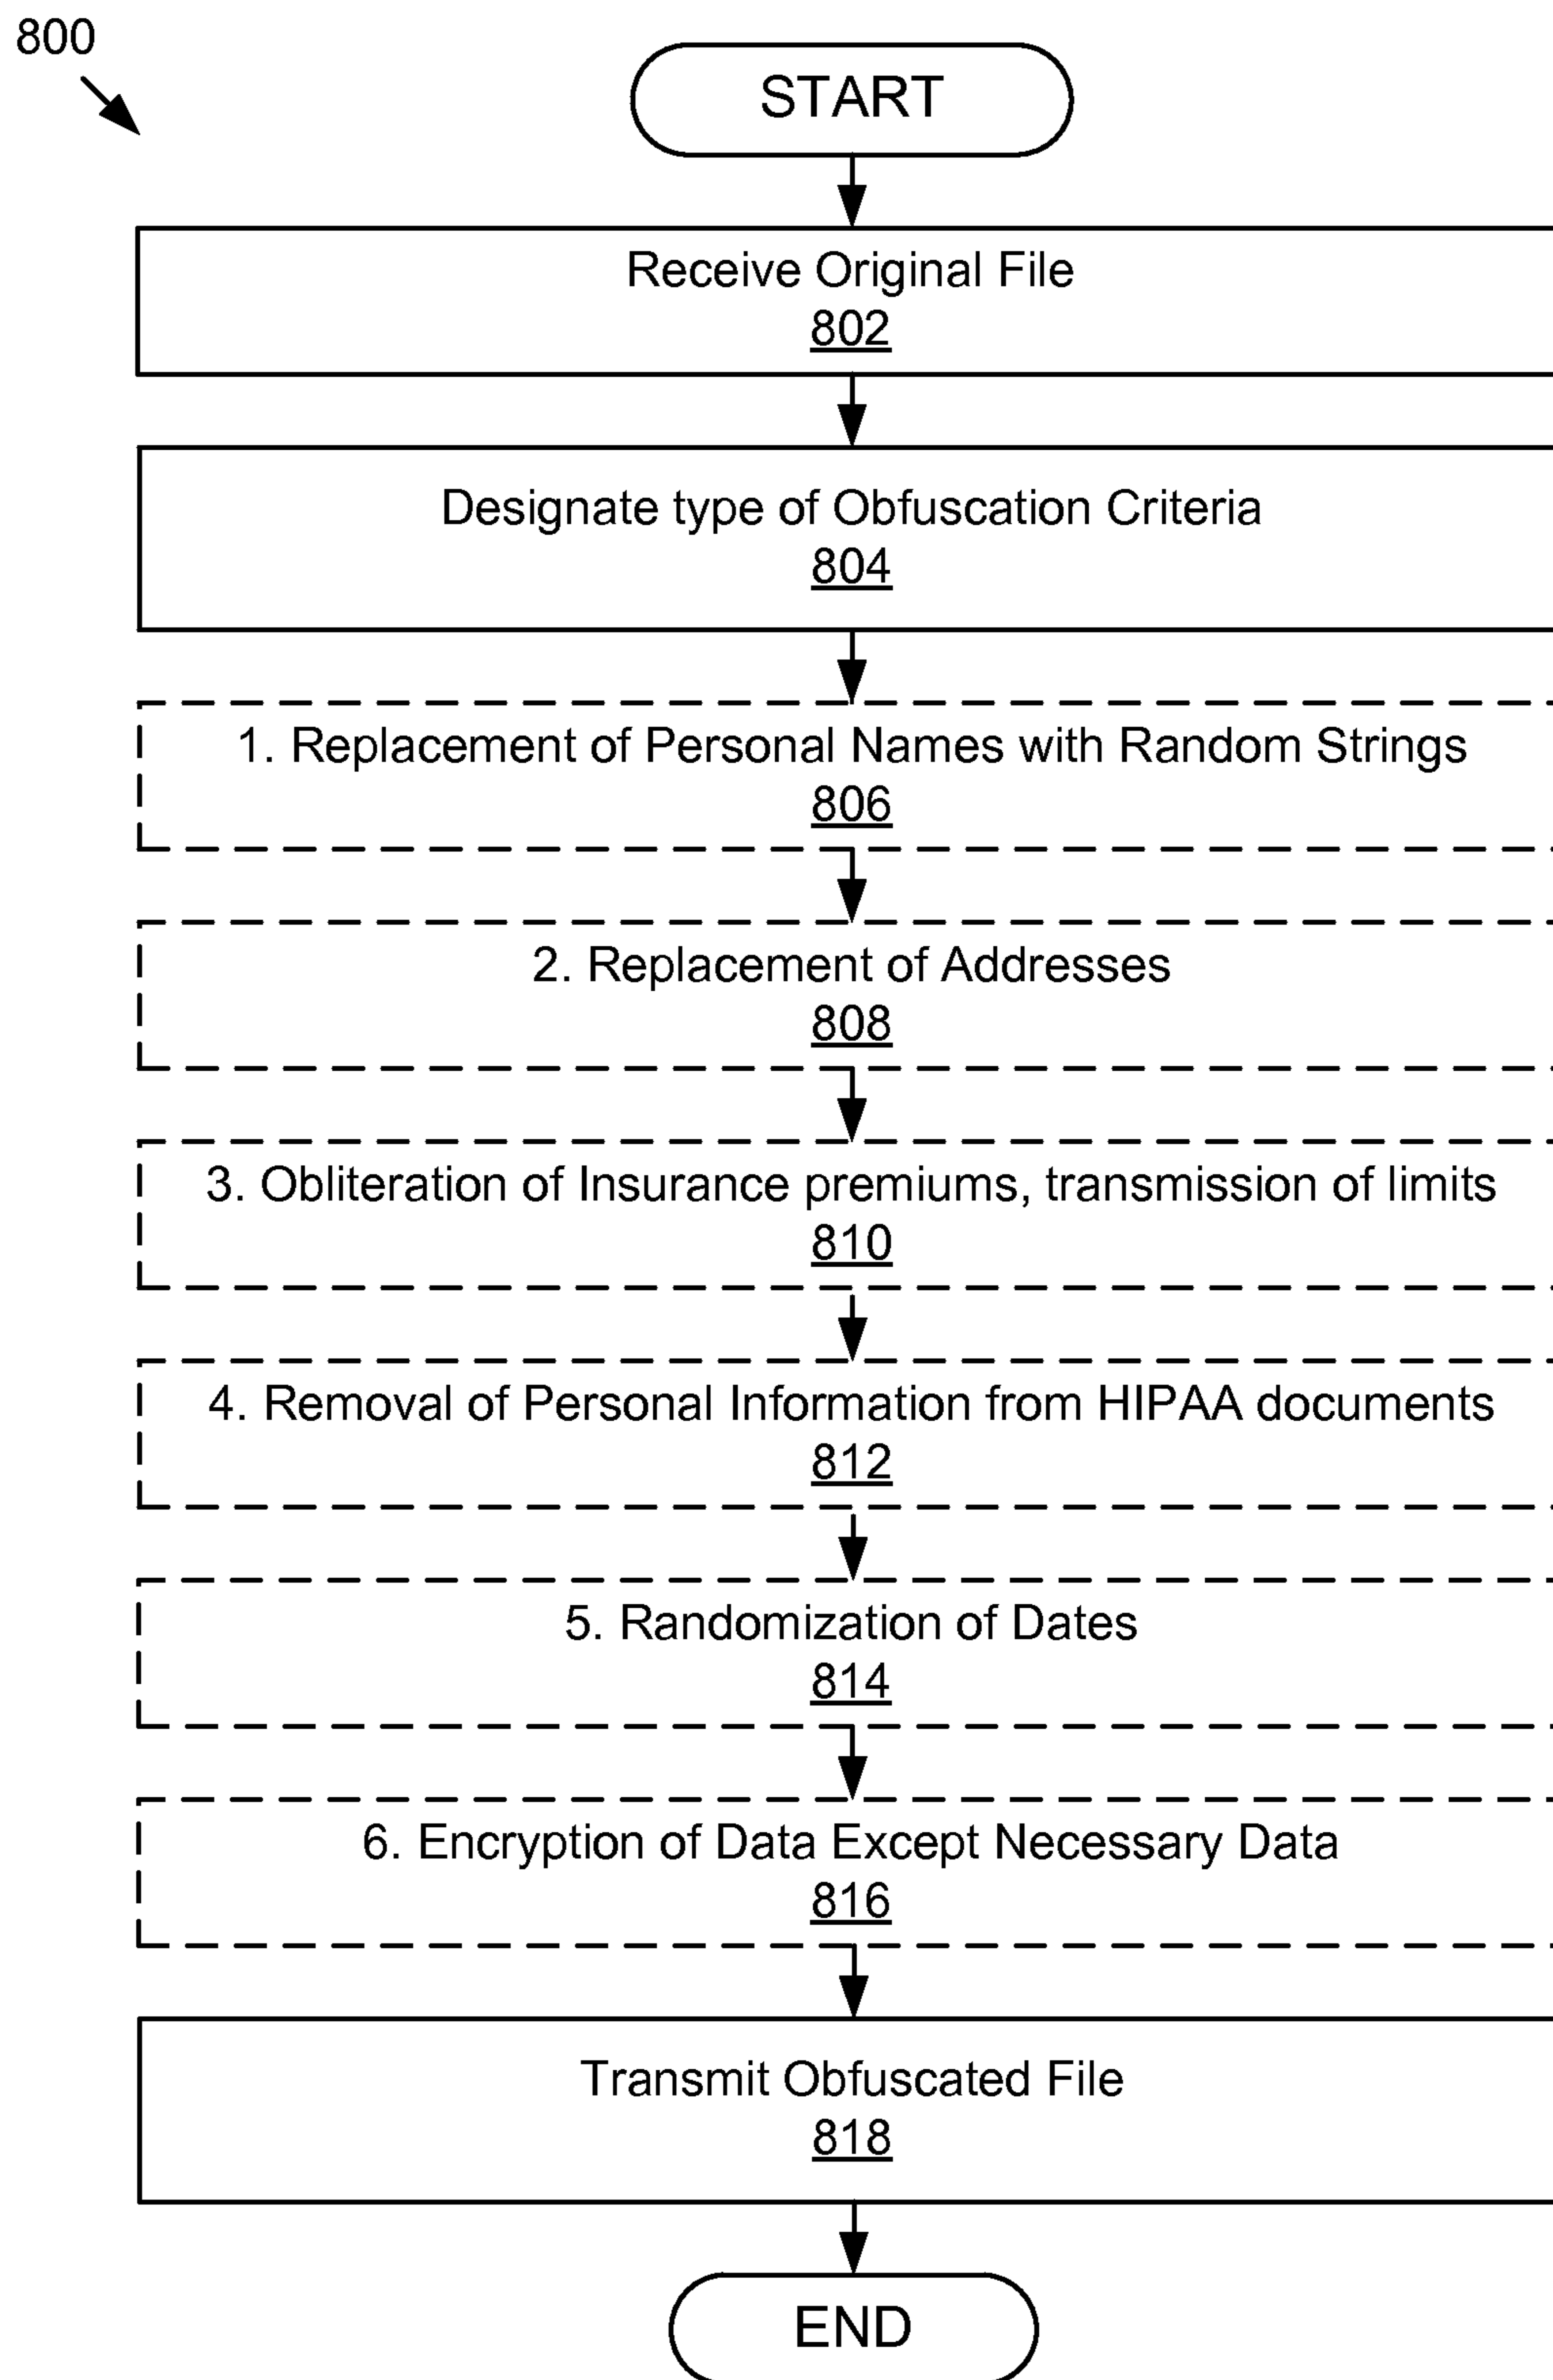 800
START
Receive Original File
802
Designate type of Obfuscation Criteria
804
1. Replacement of Personal Names with Random Strings
806
2. Replacement of Addresses
808
3. Obliteration of Insurance premiums, transmission of limits
810
4. Removal of Personal Information from HIPAA documents
812
5. Randomization of Dates
814
6. Encryption of Data Except Necessary Data
816
Transmit Obfuscated File
818
END